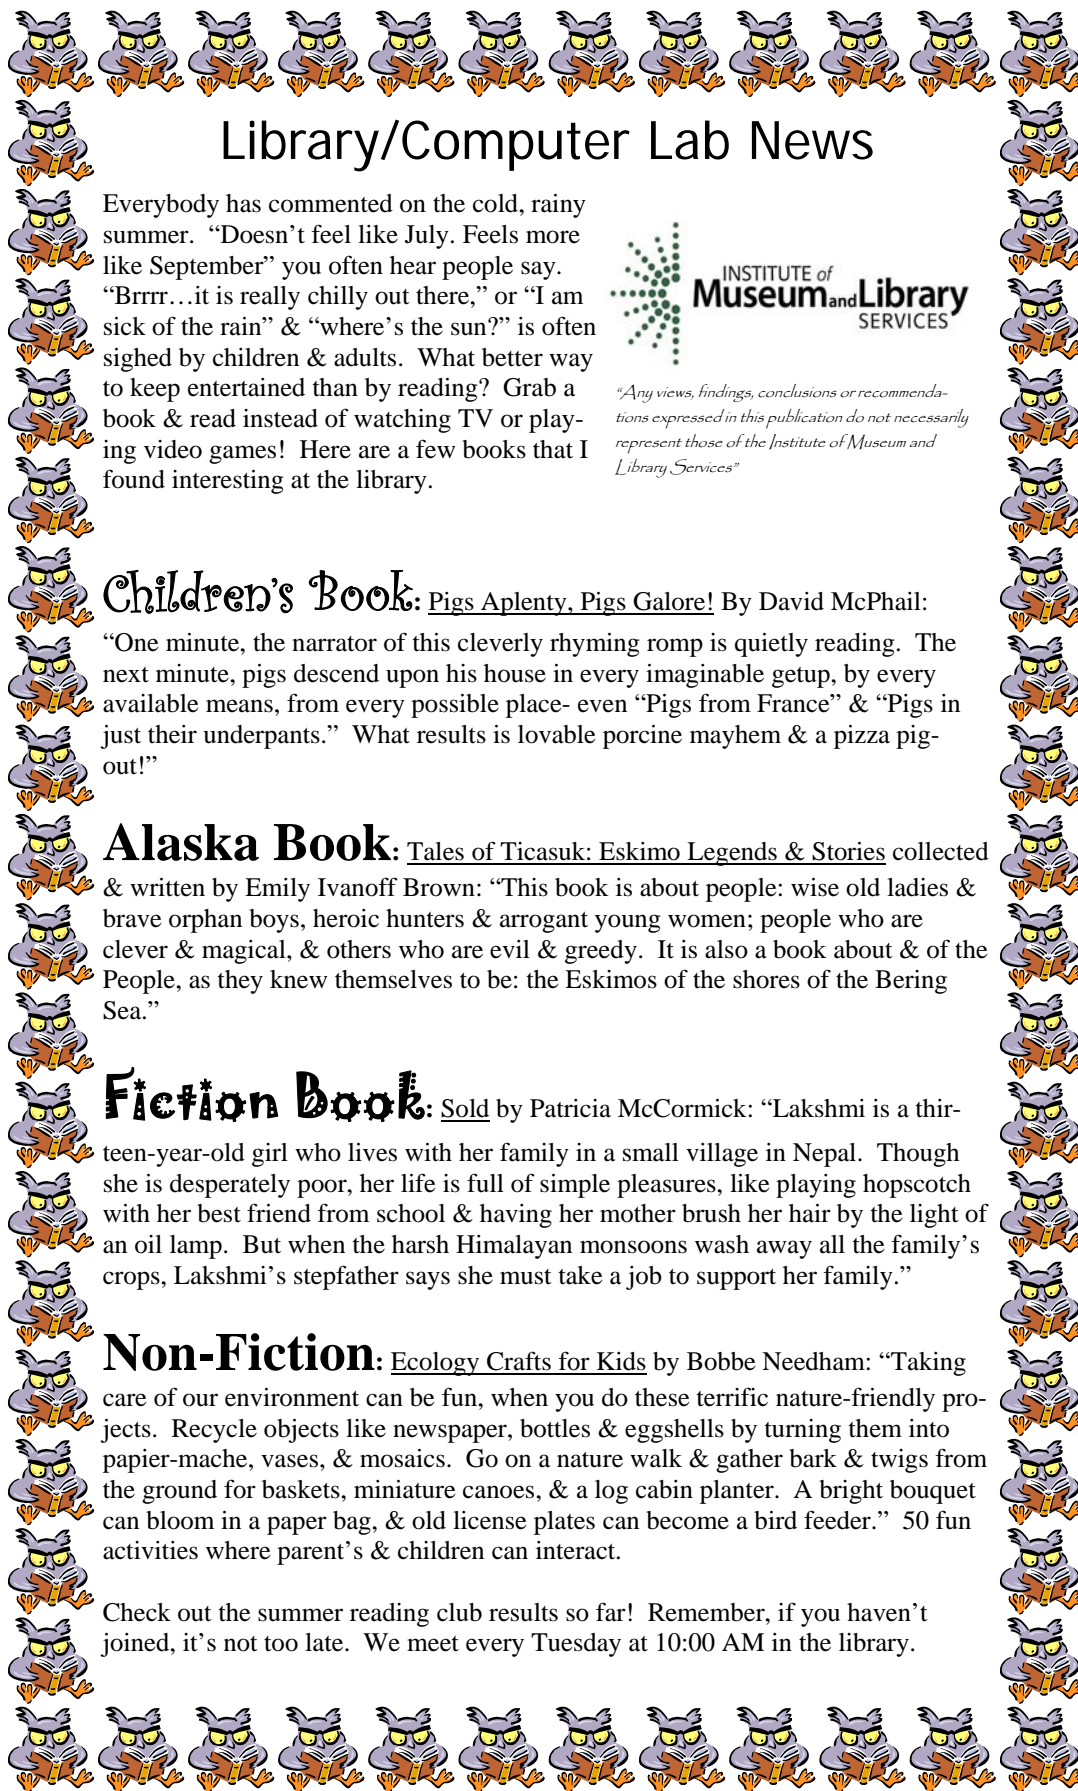 Library/Computer Lab News
Everybody has commented on the cold, rainy
summer.  “Doesn’t feel like July. Feels more
like September” you often hear people say.
“Brrrr…it is really chilly out there,” or “I am
sick of the rain” & “where’s the sun?” is often
sighed by children & adults.  What better way
to keep entertained than by reading?  Grab a
book & read instead of watching TV or play-
ing video games!  Here are a few books that I
found interesting at the library.
INSTITUTE of
Museum and Library
SERVICES
“Any views, findings, conclusions or recommenda-
tions expressed in this publication do not necessarily
represent those of the Institute of Museum and
Library Services”
Children’s Book: Pigs Aplenty, Pigs Galore! By David McPhail:
“One minute, the narrator of this cleverly rhyming romp is quietly reading.  The
next minute, pigs descend upon his house in every imaginable getup, by every
available means, from every possible place- even “Pigs from France” & “Pigs in
just their underpants.”  What results is lovable porcine mayhem & a pizza pig-
out!”
Alaska Book: Tales of Ticasuk: Eskimo Legends & Stories collected
& written by Emily Ivanoff Brown: “This book is about people: wise old ladies &
brave orphan boys, heroic hunters & arrogant young women; people who are
clever & magical, & others who are evil & greedy.  It is also a book about & of the
People, as they knew themselves to be: the Eskimos of the shores of the Bering
Sea.”
Fiction Book: Sold by Patricia McCormick: “Lakshmi is a thir-
teen-year-old girl who lives with her family in a small village in Nepal.  Though
she is desperately poor, her life is full of simple pleasures, like playing hopscotch
with her best friend from school & having her mother brush her hair by the light of
an oil lamp.  But when the harsh Himalayan monsoons wash away all the family’s
crops, Lakshmi’s stepfather says she must take a job to support her family.”
Non-Fiction: Ecology Crafts for Kids by Bobbe Needham: “Taking
care of our environment can be fun, when you do these terrific nature-friendly pro-
jects.  Recycle objects like newspaper, bottles & eggshells by turning them into
papier-mache, vases, & mosaics.  Go on a nature walk & gather bark & twigs from
the ground for baskets, miniature canoes, & a log cabin planter.  A bright bouquet
can bloom in a paper bag, & old license plates can become a bird feeder.”  50 fun
activities where parent’s & children can interact.
Check out the summer reading club results so far!  Remember, if you haven’t
joined, it’s not too late.  We meet every Tuesday at 10:00 AM in the library.